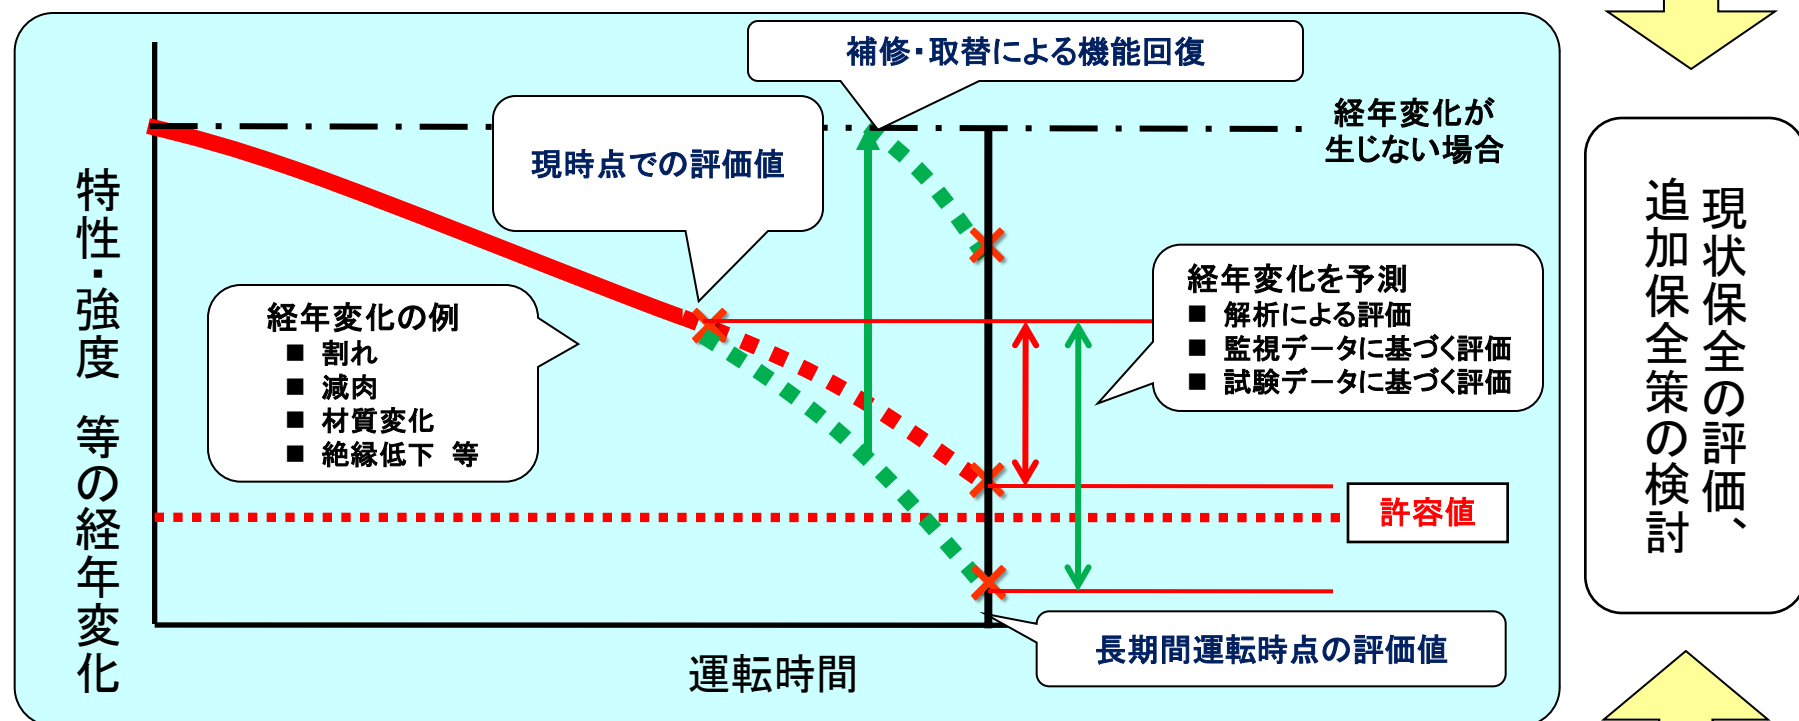 補修・取替による機能回復
現時点での評価値
経年変化が
生じない場合
特性・強度 等の経年変化
経年変化の例
■ 割れ
■ 減肉
■ 材質変化
■ 絶縁低下 等
経年変化を予測
■ 解析による評価
■ 監視データに基づく評価
■ 試験データに基づく評価
許容値
長期間運転時点の評価値
運転時間
現状保全の評価、
追加保全策の検討